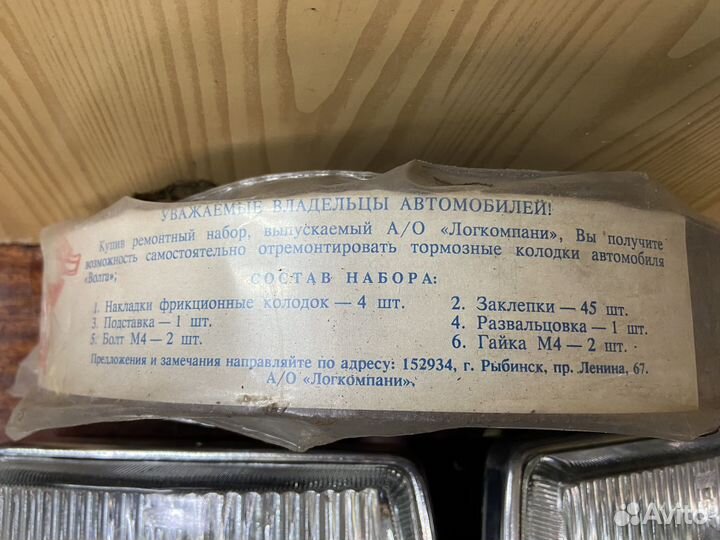 УВАЖАЕМЫЕ ВЛАДЕЛЬЦЫ АВТОМОБИЛЕЙ!
Купив ремонтный набор, выпускаемый А/О «Логкомпани», Вы получите
возможность самостоятельно отремонтировать тормозные колодки автомобиля
«Волга»;
СОСТАВ НАБОРА:
1. Накладки фрикционные колодок — 4 шт.
2. Заклепки — 45 шт.
3. Подставка — 1 шт.
4. Развальцовка — 1 шт.
5. Болт М4 — 2 шт.
6. Гайка М4 — 2 шт.
Предложения и замечания направляйте по адресу: 152934, г. Рыбинск, пр. Ленина, 67.
А/О «Логкомпани».
Avito